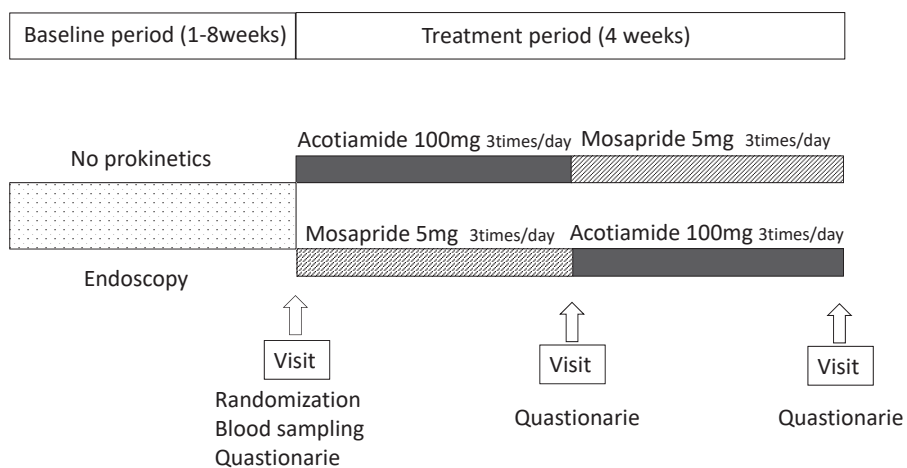 Baseline period (1-8weeks)
Treatment period (4 weeks)
No prokinetics
Acotiamide 100mg 3times/day
Mosapride 5mg 3times/day
Mosapride 5mg 3times/day
Acotiamide 100mg 3times/day
Endoscopy
Visit
Randomization
Blood sampling
Quastionarie
Visit
Quastionarie
Visit
Quastionarie